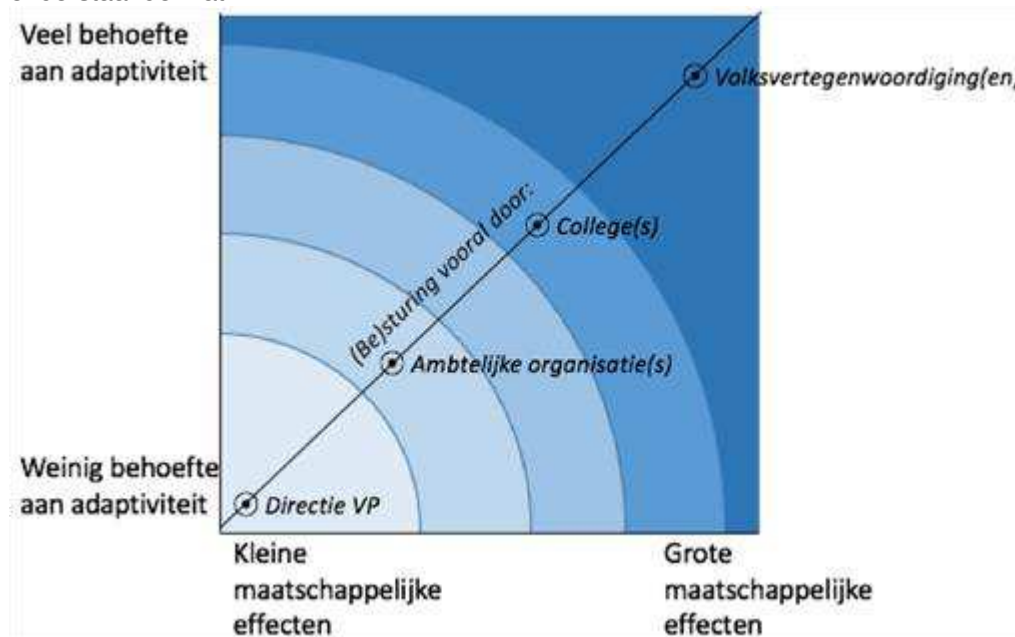 Veel behoefte
aan adaptiviteit
Volksvertegenwoordiging(en)
(Be)sturing vooral door:
College(s)
Ambtelijke organisatie(s)
Weinig behoefte
aan adaptiviteit
Directie VP
Kleine
maatschappelijke
effecten
Grote
maatschappelijke
effecten